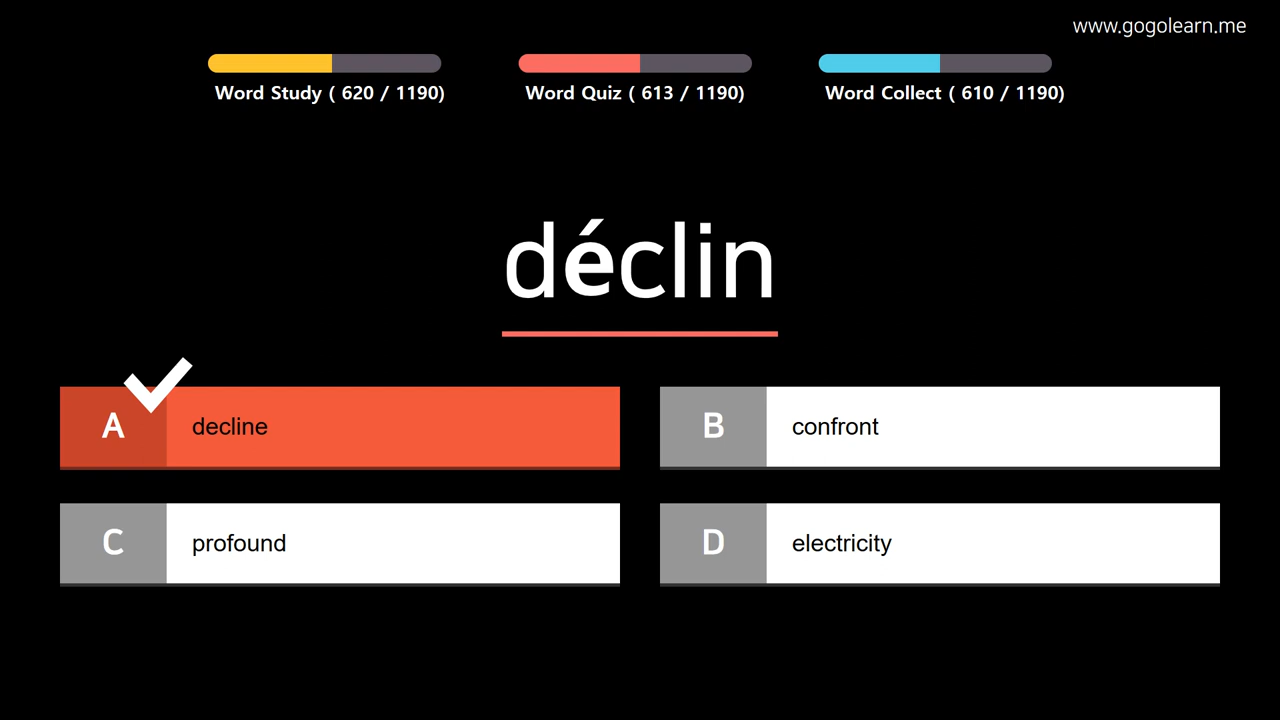 www.gogolearn.me
Word Study ( 620 / 1190)
Word Quiz ( 613 / 1190)
Word Collect ( 610 / 1190)
déclin
A decline
B confront
C profound
D electricity